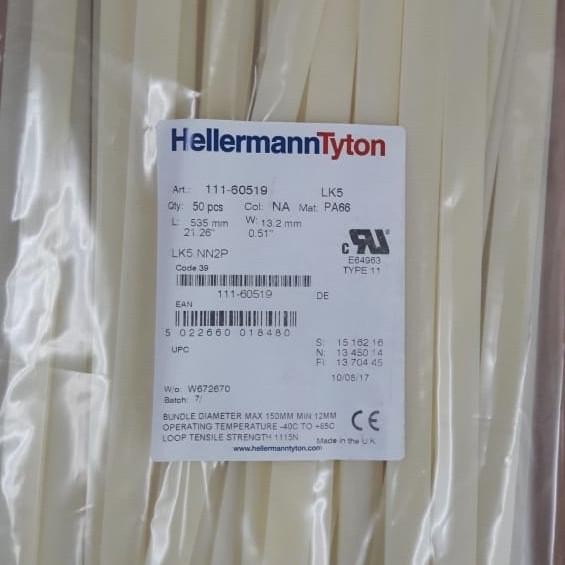 HellermannTyton
Art.: 111-60519 LK5
Qty: 50 pcs Col: NA Mat: PA66
L: 535 mm W: 13.2 mm
21.26" 0.51"
LK5 NN2P
c RU
E64963
TYPE 11
Code 39
111-60519 DE
EAN
5 022660 018480
UPC
S: 15 162 16
N: 13 450 14
FI: 13 704 45
10/08/17
W/o: W672670
Batch: 7/
BUNDLE DIAMETER MAX 150MM MIN 12MM
OPERATING TEMPERATURE -40C TO +85C
LOOP TENSILE STRENGTH 1115N
CE
Made in the U.K.
www.hellermanntyton.com